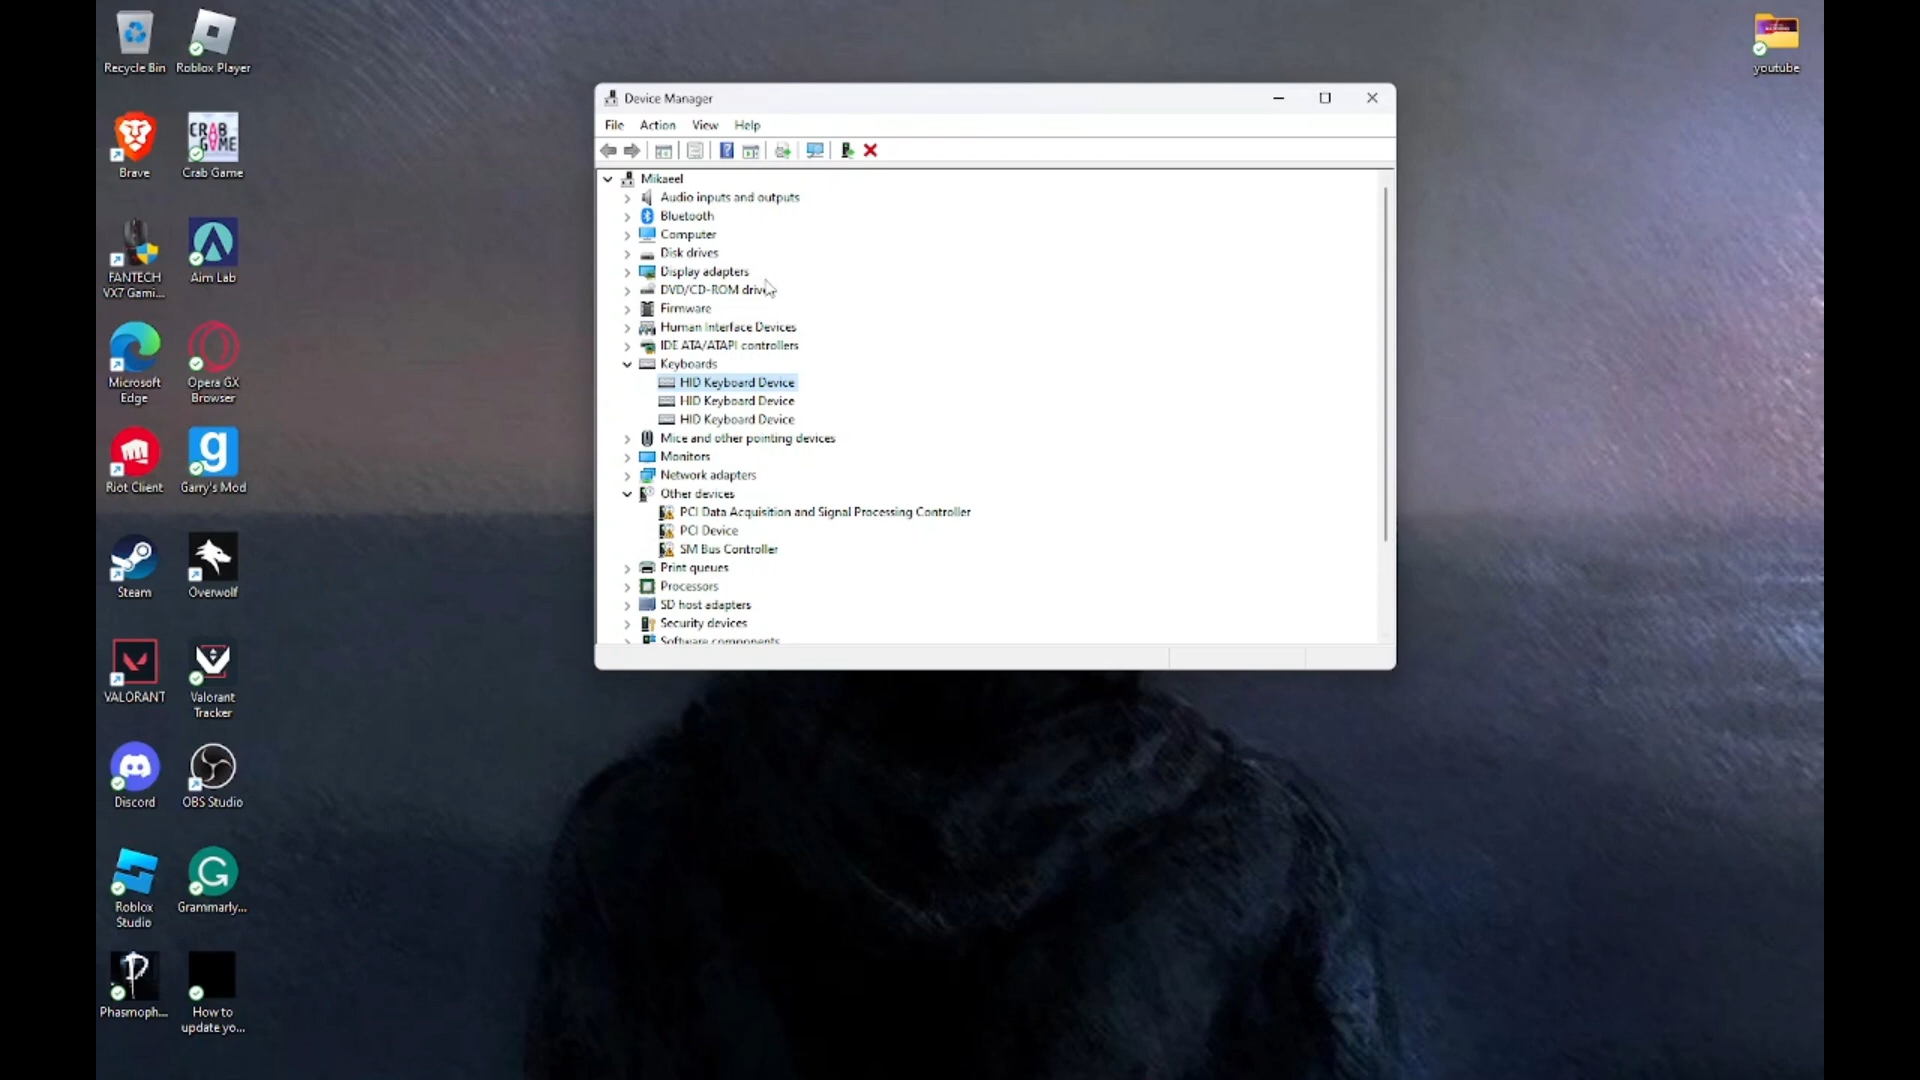 Recycle Bin
Roblox Player
Brave
CRAB
GAME
Crab Game
FANTECH
VX7 Gami...
Aim Lab
Microsoft
Edge
Opera GX
Browser
Riot Client
g
Garry's Mod
Steam
Overwolf
VALORANT
Valorant
Tracker
Discord
OBS Studio
Roblox
Studio
Grammarly...
Phasmoph...
How to
update yo...
youtube
Device Manager
File Action View Help
Mikaeel
Audio inputs and outputs
Bluetooth
Computer
Disk drives
Display adapters
DVD/CD-ROM drive
Firmware
Human Interface Devices
IDE ATA/ATAPI controllers
Keyboards
HID Keyboard Device
HID Keyboard Device
HID Keyboard Device
Mice and other pointing devices
Monitors
Network adapters
Other devices
PCI Data Acquisition and Signal Processing Controller
PCI Device
SM Bus Controller
Print queues
Processors
SD host adapters
Security devices
Software components